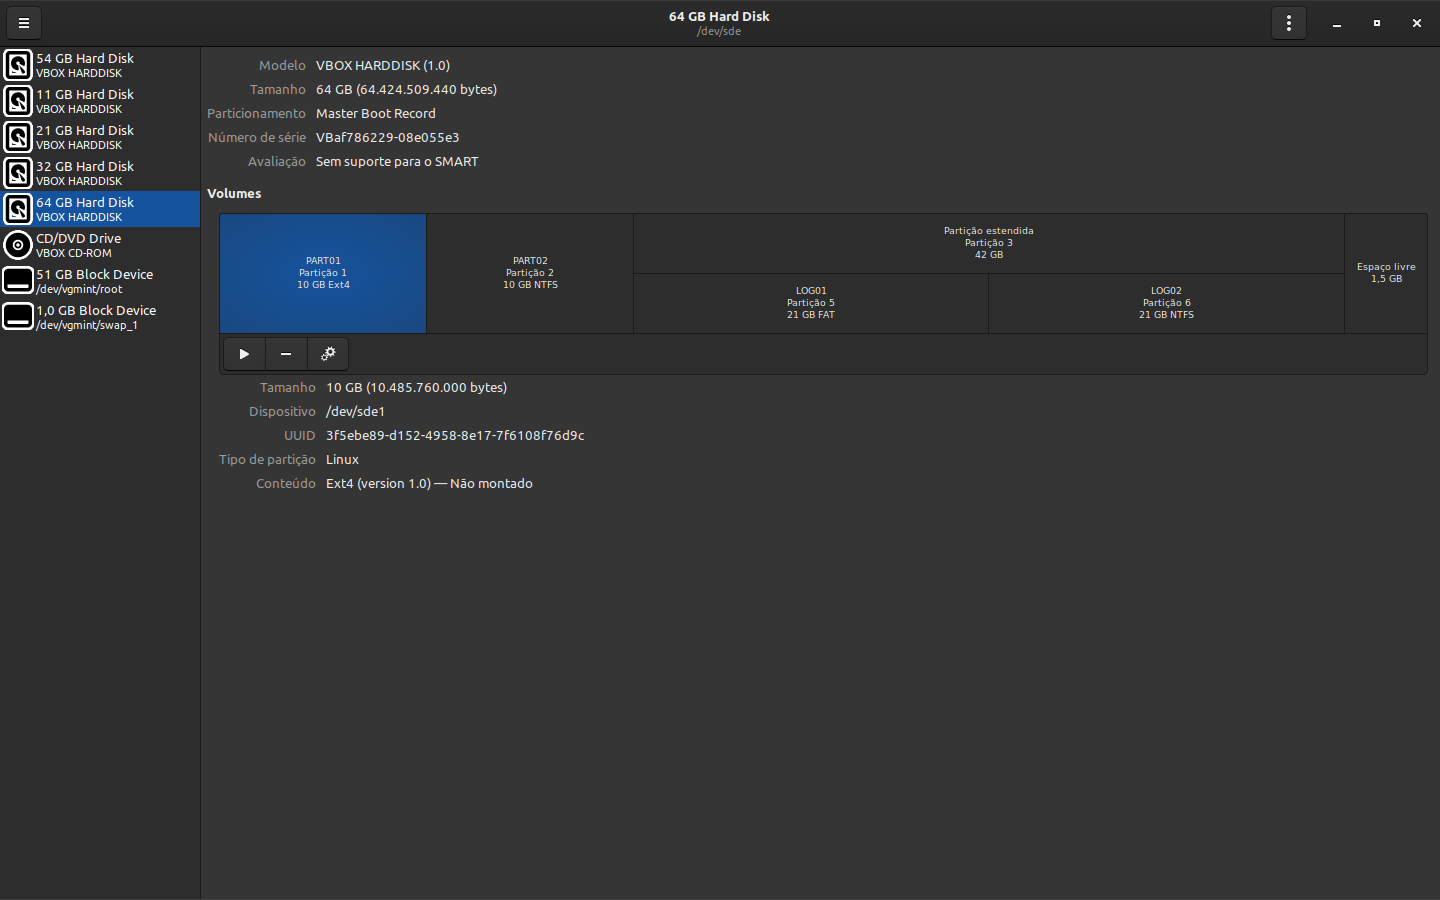 64 GB Hard Disk
/dev/sde
54 GB Hard Disk
VBOX HARDDISK
11 GB Hard Disk
VBOX HARDDISK
21 GB Hard Disk
VBOX HARDDISK
32 GB Hard Disk
VBOX HARDDISK
64 GB Hard Disk
VBOX HARDDISK
CD/DVD Drive
VBOX CD-ROM
51 GB Block Device
/dev/vgmint/root
1,0 GB Block Device
/dev/vgmint/swap_1
Modelo VBOX HARDDISK (1.0)
Tamanho 64 GB (64.424.509.440 bytes)
Particionamento Master Boot Record
Número de série VBaf786229-08e055e3
Avaliação Sem suporte para o SMART
Volumes
PART01
Partição 1
10 GB Ext4
PART02
Partição 2
10 GB NTFS
Partição estendida
Partição 3
42 GB
LOG01
Partição 5
21 GB FAT
LOG02
Partição 6
21 GB NTFS
Espaço livre
1,5 GB
Tamanho 10 GB (10.485.760.000 bytes)
Dispositivo /dev/sde1
UUID 3f5ebe89-d152-4958-8e17-7f6108f76d9c
Tipo de partição Linux
Conteúdo Ext4 (version 1.0) — Não montado